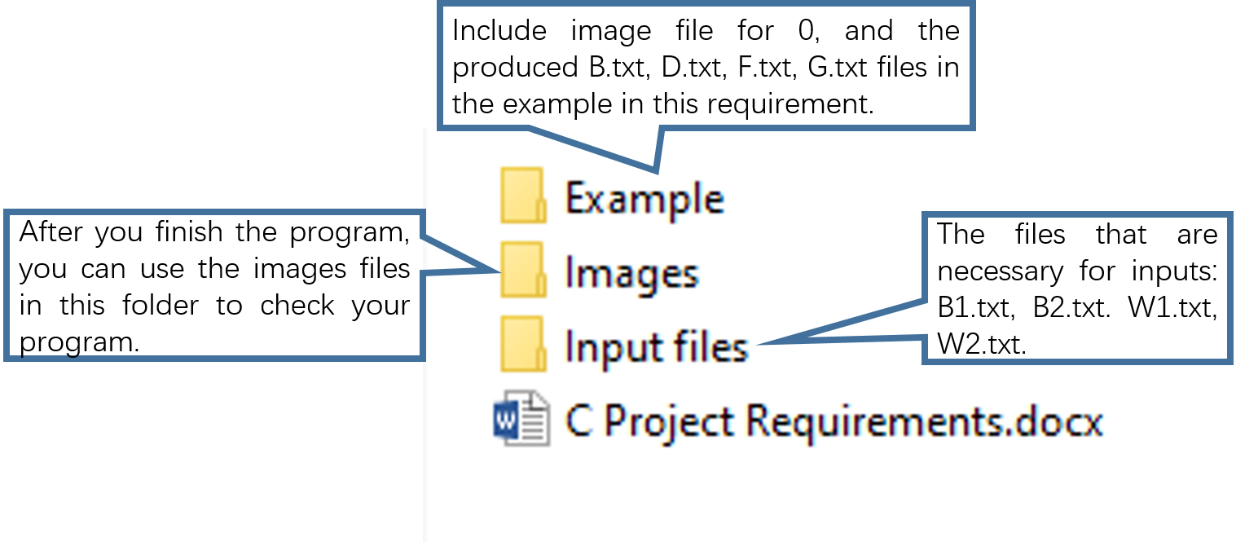 Include image file for 0, and the
produced B.txt, D.txt, F.txt, G.txt files in
the example in this requirement.
Example
After you finish the program,
you can use the images files
in this folder to check your
program.
Images
The files that are
necessary for inputs:
B1.txt, B2.txt. W1.txt,
W2.txt.
Input files
C Project Requirements.docx